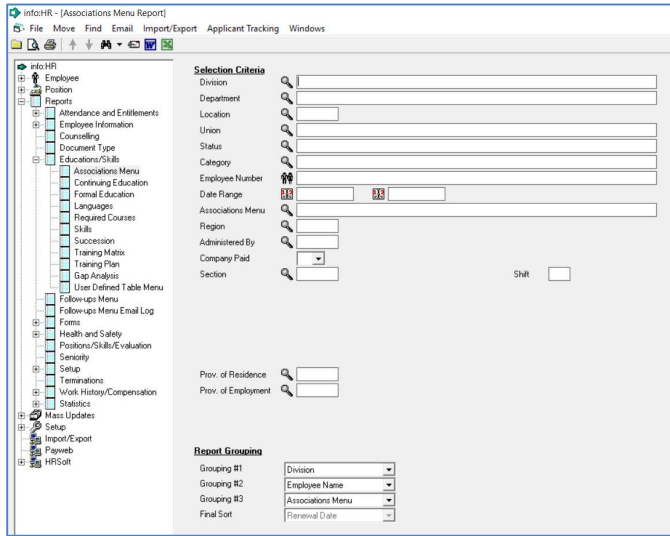 info:HR - [Associations Menu Report]
File Move Find Email Import/Export Applicant Tracking Windows
info:HR
Employee
Position
Reports
Attendance and Entitlements
Employee Information
Counselling
Document Type
Educations/Skills
Associations Menu
Continuing Education
Formal Education
Languages
Required Courses
Skills
Succession
Training Matrix
Training Plan
Gap Analysis
User Defined Table Menu
Follow-ups Menu
Follow-ups Menu Email Log
Forms
Health and Safety
Positions/Skills/Evaluation
Seniority
Setup
Terminations
Work History/Compensation
Statistics
Mass Updates
Setup
Import/Export
Payweb
HRSoft
Selection Criteria
Division
Department
Location
Union
Status
Category
Employee Number
Date Range
Associations Menu
Region
Administered By
Company Paid
Section Shift
Prov. of Residence
Prov. of Employment
Report Grouping
Grouping #1 Division
Grouping #2 Employee Name
Grouping #3 Associations Menu
Final Sort Renewal Date